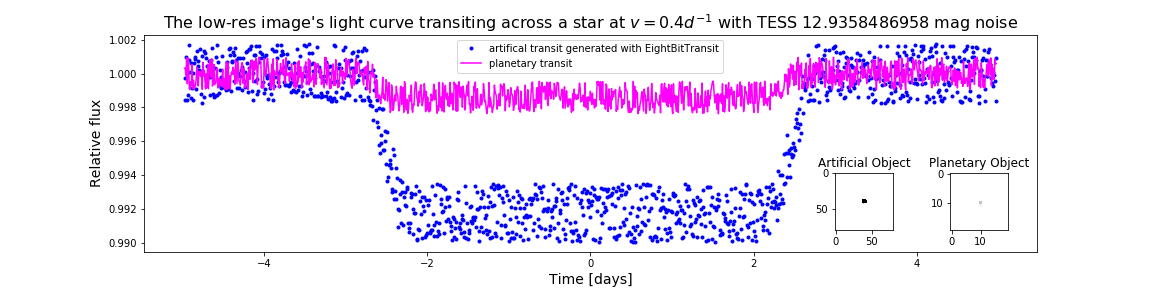 The low-res image's light curve transiting across a star at v = 0.4d⁻¹ with TESS 12.9358486958 mag noise
artifical transit generated with EightBitTransit
planetary transit
Relative flux
1.002
1.000
0.998
0.996
0.994
0.992
0.990
Artificial Object
0
50
0
50
Planetary Object
0
10
0
10
−4
−2
0
2
4
Time [days]